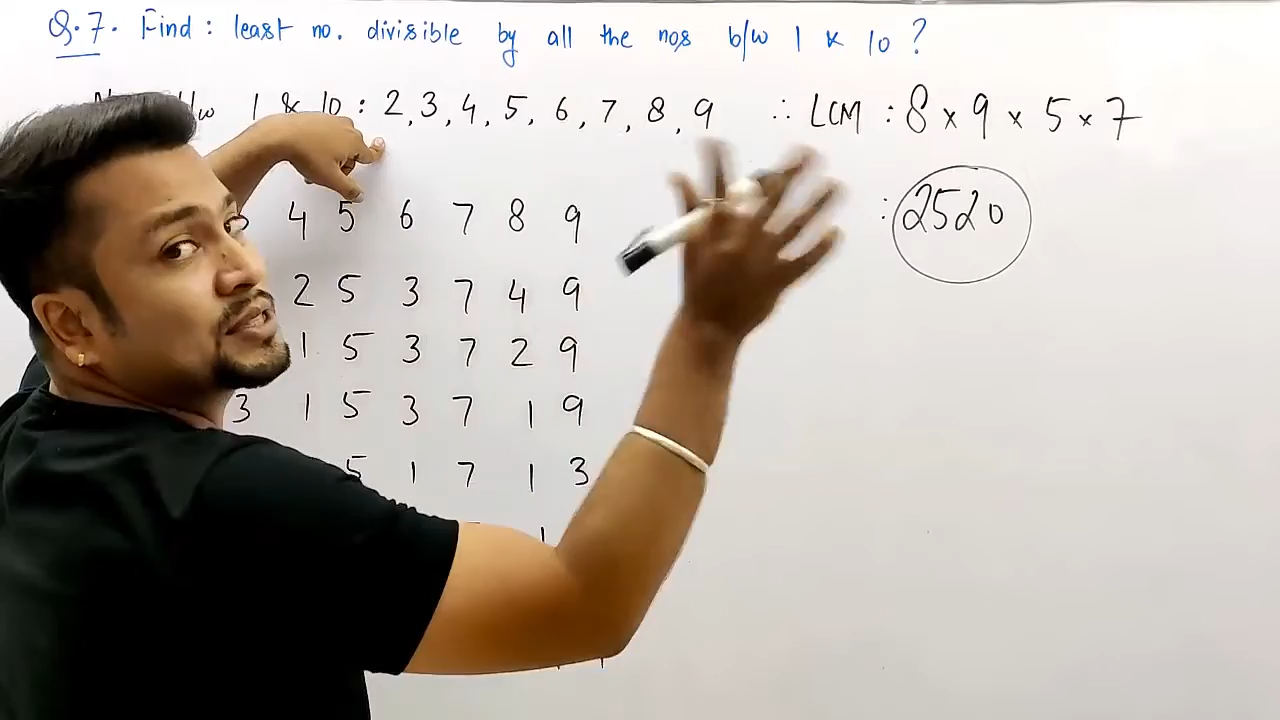 Q.7. Find: least no. divisible by all the nos b/w 1 & 10 ?
b/w 1 & 10 : 2, 3, 4, 5, 6, 7, 8, 9
∴ LCM : 8 x 9 x 5 x 7
: 2520
4 5 6 7 8 9
2 5 3 7 4 9
1 5 3 7 2 9
3 1 5 3 7 1 9
5 1 7 1 3
1